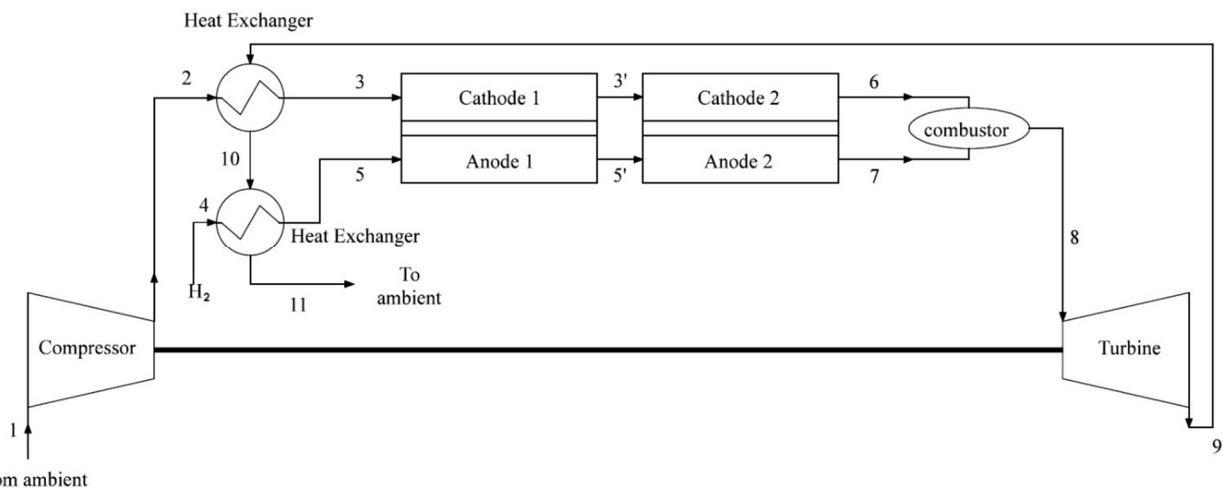 Heat Exchanger
2
3
Cathode 1
3'
Cathode 2
6
combustor
10
5
Anode 1
5'
Anode 2
7
4
Heat Exchanger
8
H₂
To
ambient
11
Compressor
Turbine
1
9
ambient